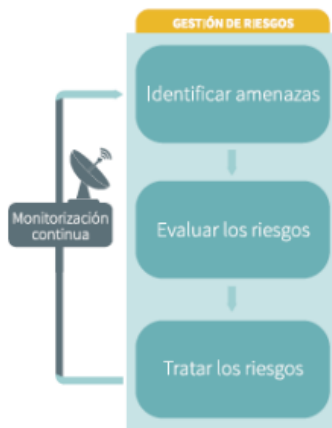 GESTIÓN DE RIESGOS
Identificar amenazas
Monitorización
continua
Evaluar los riesgos
Tratar los riesgos